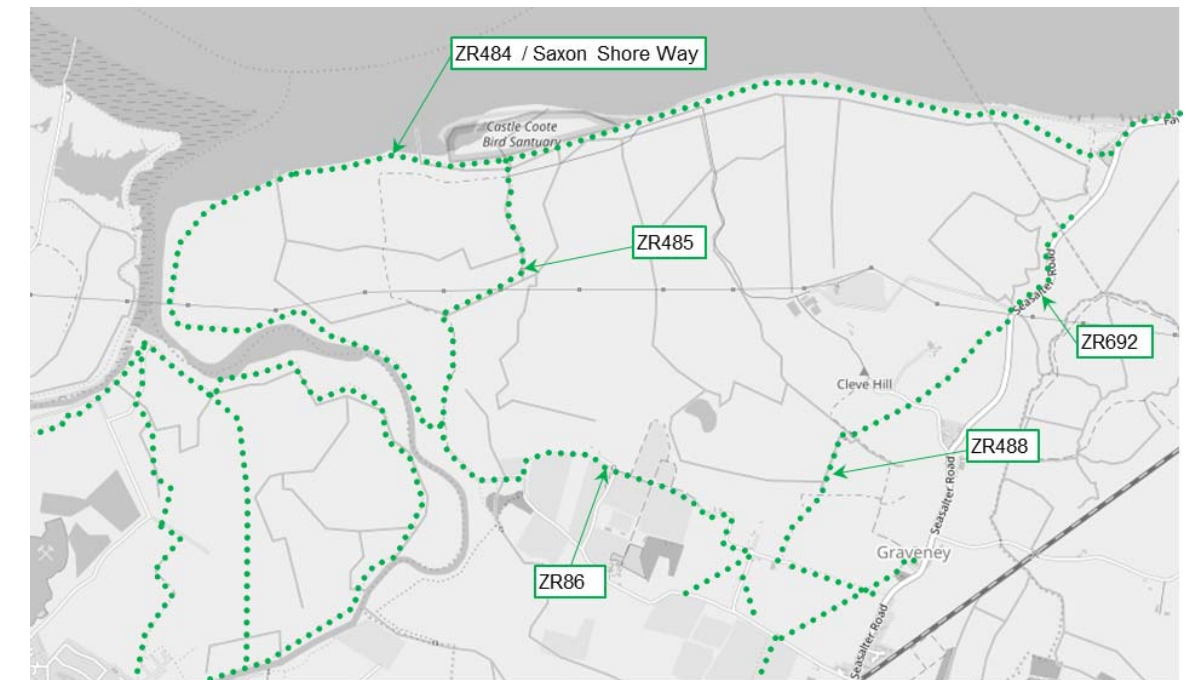 ZR484 / Saxon Shore Way
Castle Coote
Bird Santuary
ZR485
Seasalter Road
ZR692
Cleve Hill
ZR488
Seasalter Road
Graveney
ZR86
Seasalter Road